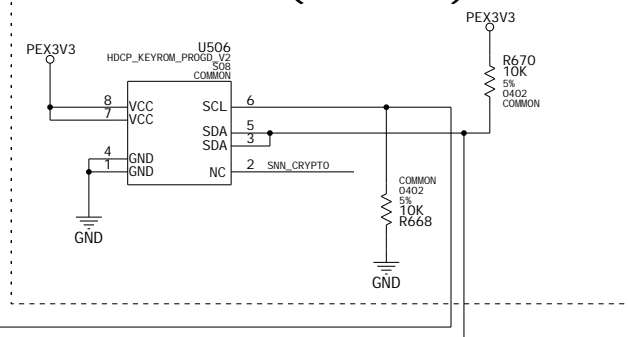 PEX3V3
PEX3V3
U506
HDCP_KEYROM_PROGD_V2
SO8
COMMON
R670
10K
5%
0402
COMMON
8 VCC SCL 6
7 VCC
SDA 5
SDA 3
4 GND
1 GND NC 2 SNN_CRYPTO
COMMON
0402
5%
10K
R668
GND
GND